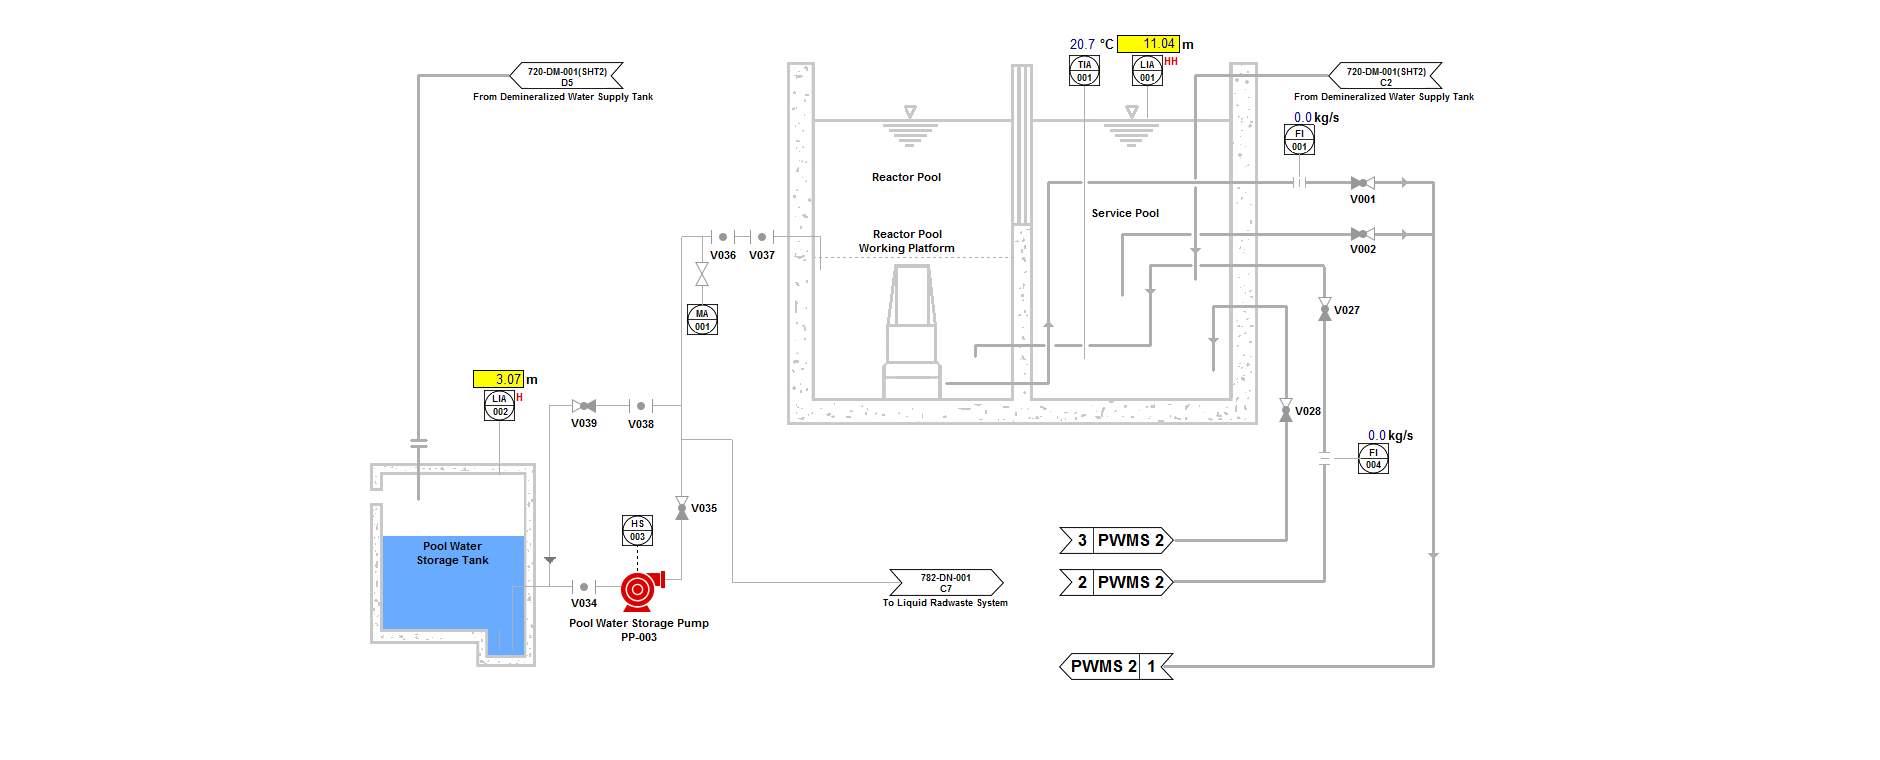 20.7 °C 11.04 m
TIA
001
LIA
001
HH
720-DM-001(SHT2)
D5
From Demineralized Water Supply Tank
720-DM-001(SHT2)
C2
From Demineralized Water Supply Tank
0.0 kg/s
FI
001
Reactor Pool
V001
Service Pool
Reactor Pool
Working Platform
V002
V036
V037
MA
001
V027
3.07 m
LIA
002
H
V039
V038
V028
0.0 kg/s
FI
004
V035
HS
003
3 PWMS 2
Pool Water
Storage Tank
782-DN-001
C7
To Liquid Radwaste System
2 PWMS 2
V034
Pool Water Storage Pump
PP-003
PWMS 2 1